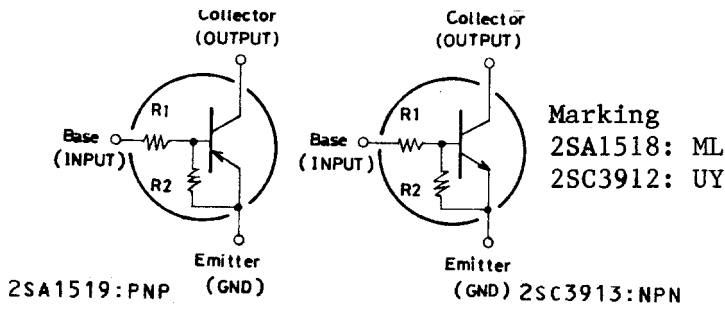 Collector
(OUTPUT)
R1
Base
(INPUT)
R2
Emitter
(GND)
2SA1519:PNP
Collector
(OUTPUT)
R1
Base
(INPUT)
R2
Emitter
(GND)
2SC3913:NPN
Marking
2SA1518: ML
2SC3912: UY